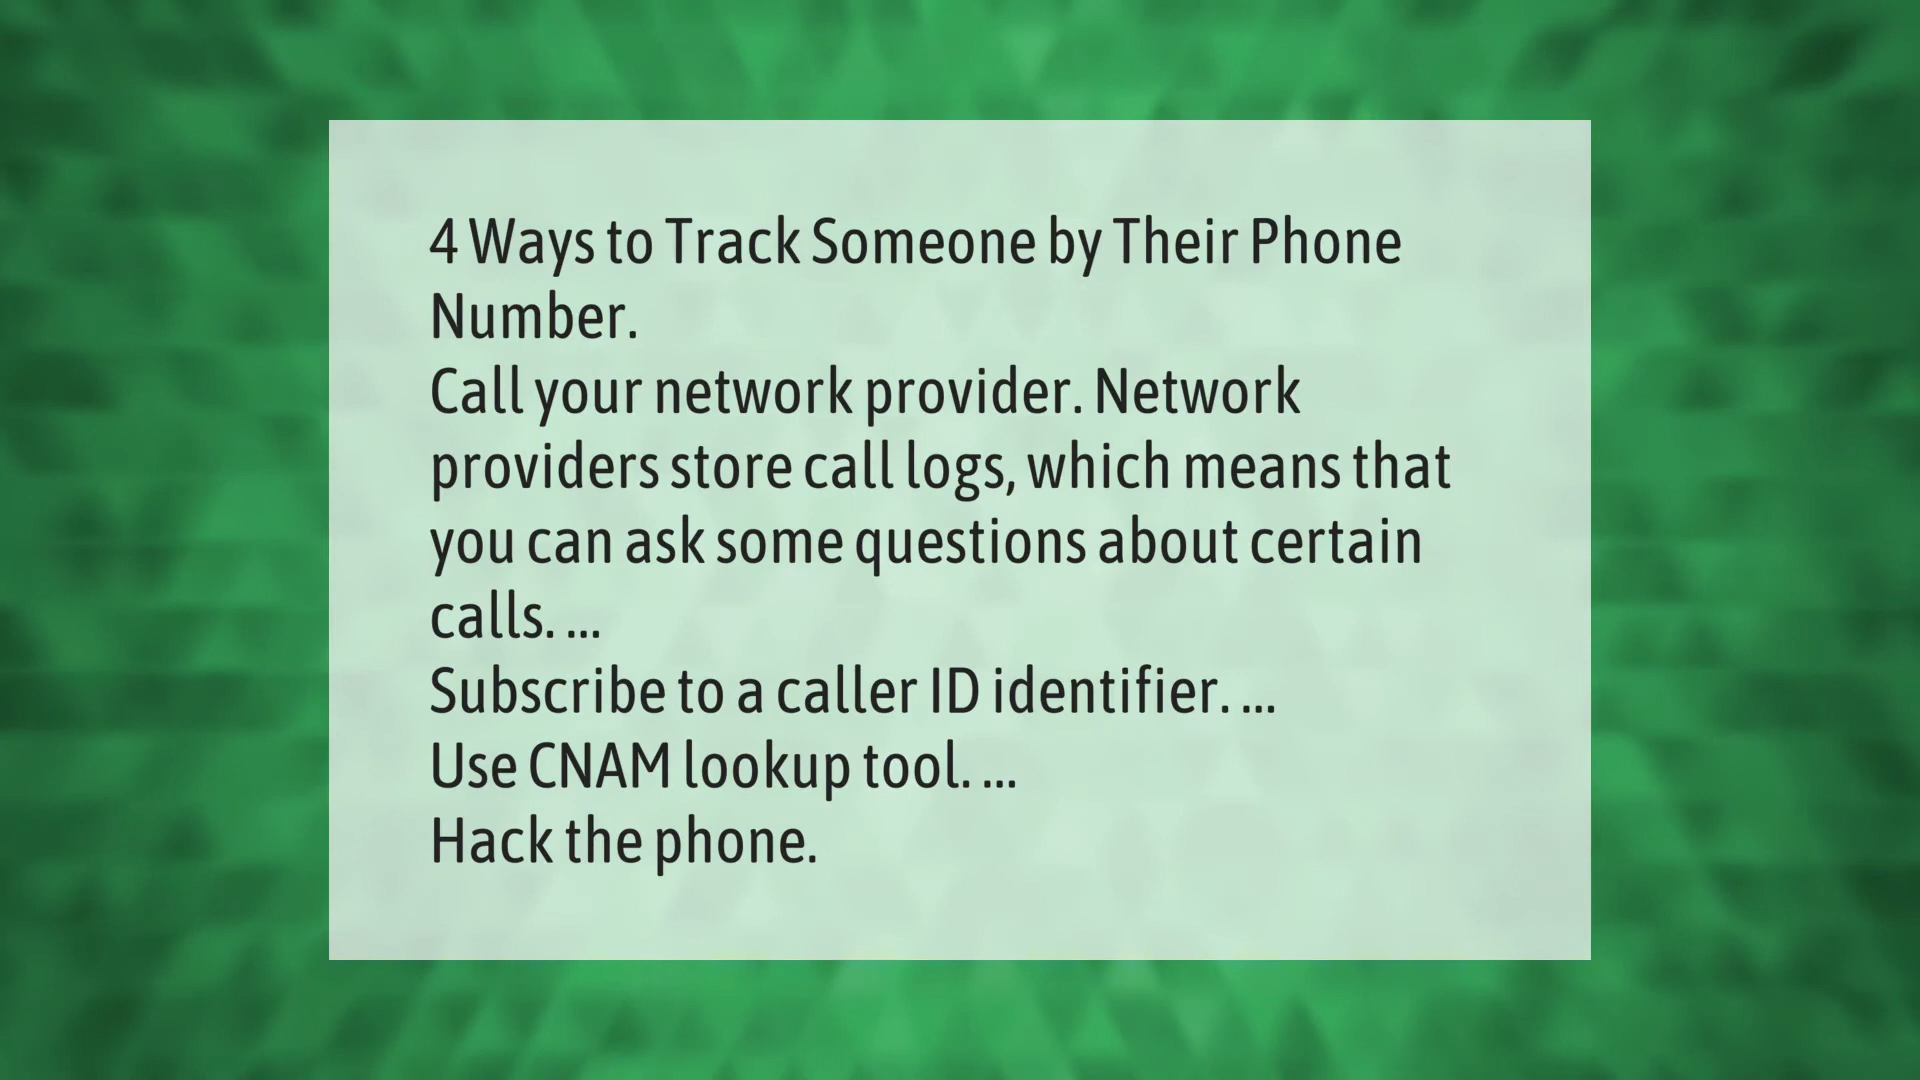 4 Ways to Track Someone by Their Phone
Number.
Call your network provider. Network
providers store call logs, which means that
you can ask some questions about certain
calls. ...
Subscribe to a caller ID identifier. ...
Use CNAM lookup tool. ...
Hack the phone.